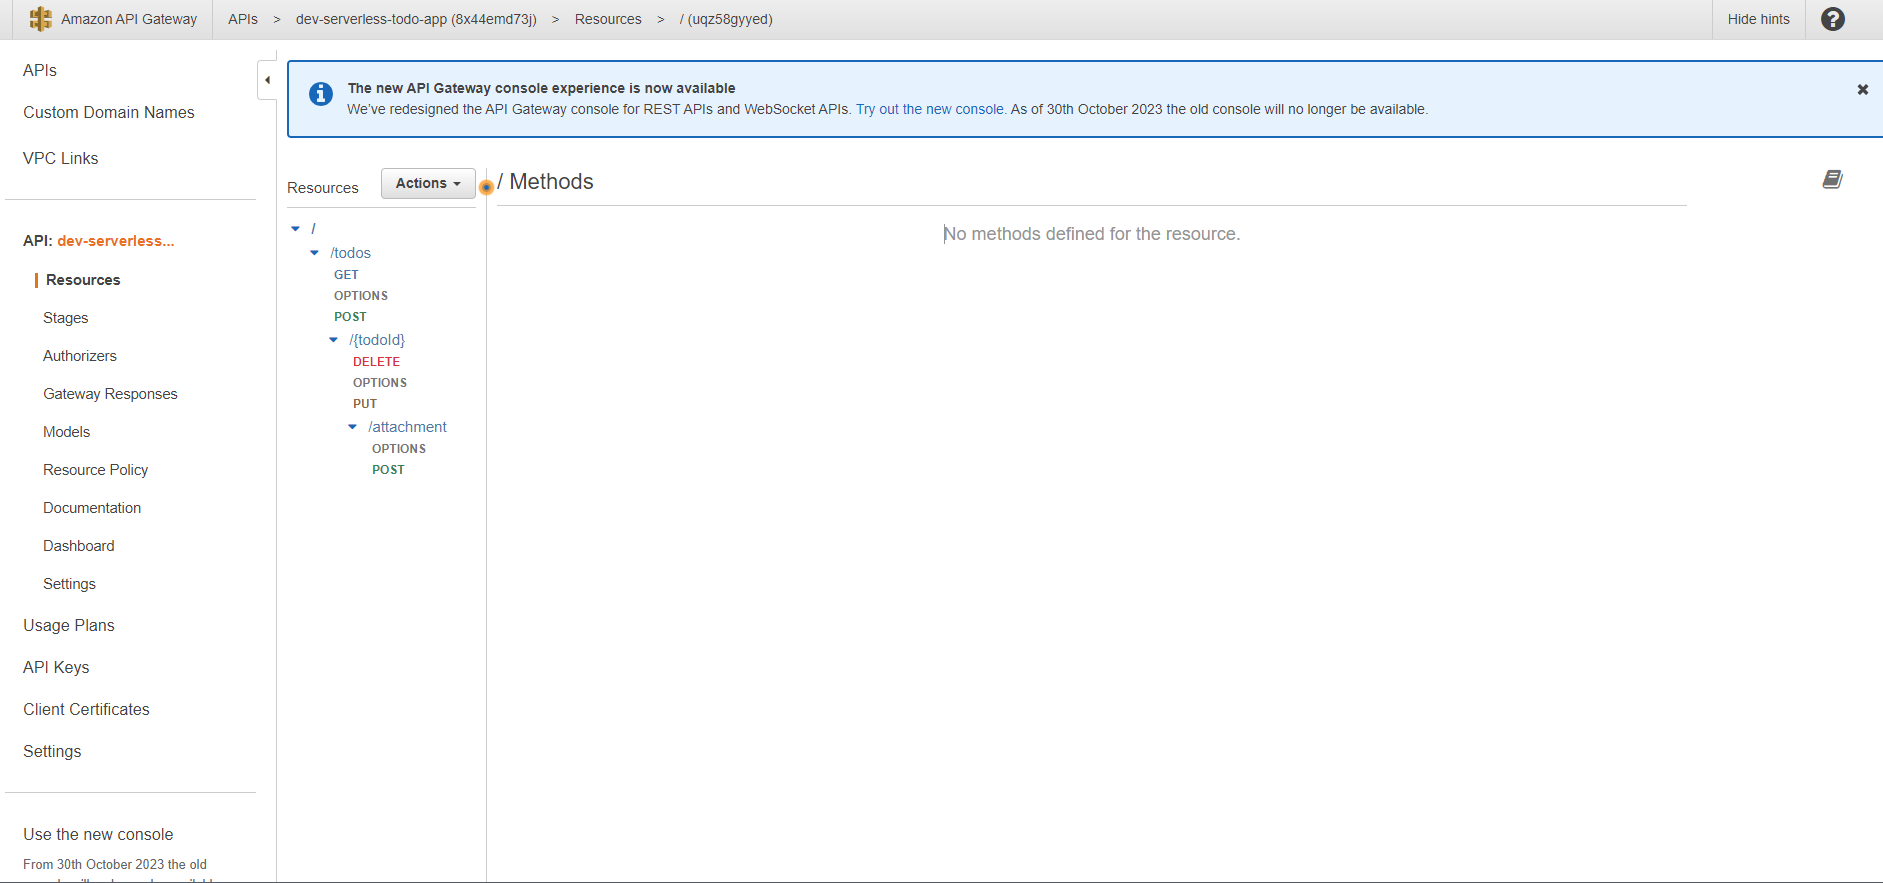 Amazon API Gateway
APIs > dev-serverless-todo-app (8x44emd73j) > Resources > / (uqz58gyyed)
Hide hints
?
APIs
Custom Domain Names
VPC Links
API: dev-serverless...
Resources
Stages
Authorizers
Gateway Responses
Models
Resource Policy
Documentation
Dashboard
Settings
Usage Plans
API Keys
Client Certificates
Settings
Use the new console
From 30th October 2023 the old
The new API Gateway console experience is now available
We've redesigned the API Gateway console for REST APIs and WebSocket APIs. Try out the new console. As of 30th October 2023 the old console will no longer be available.
Resources
Actions
/
/todos
GET
OPTIONS
POST
/{todoId}
DELETE
OPTIONS
PUT
/attachment
OPTIONS
POST
/ Methods
No methods defined for the resource.